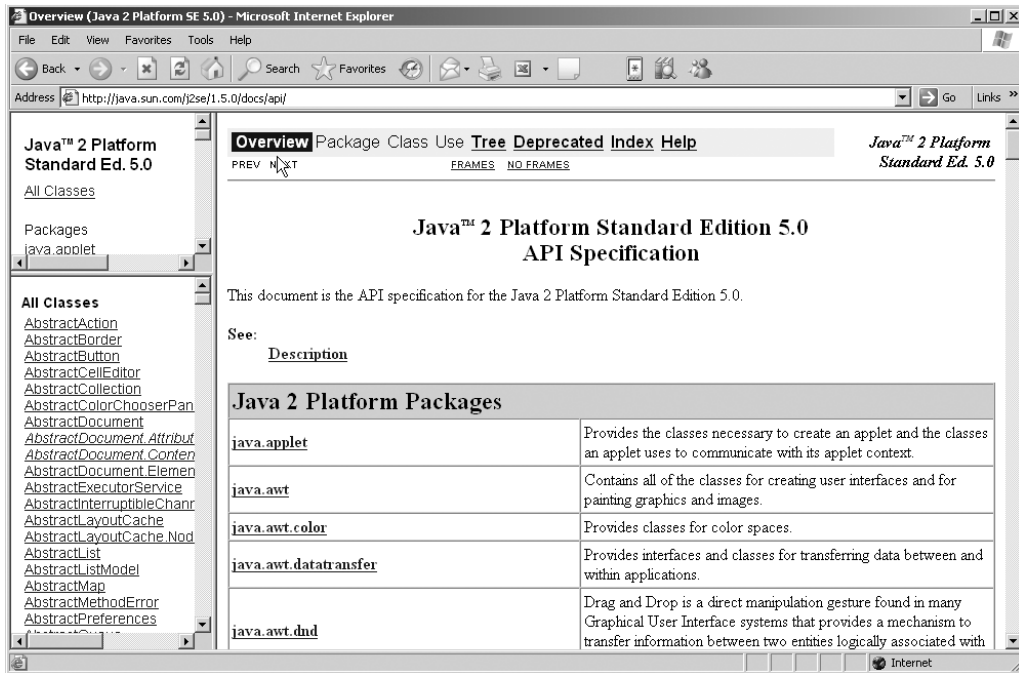 Overview (Java 2 Platform SE 5.0) - Microsoft Internet Explorer
File Edit View Favorites Tools Help
Back Search Favorites
Address http://java.sun.com/j2se/1.5.0/docs/api/ Go Links »
Java™ 2 Platform
Standard Ed. 5.0
All Classes
Packages
java.applet
All Classes
AbstractAction
AbstractBorder
AbstractButton
AbstractCellEditor
AbstractCollection
AbstractColorChooserPan
AbstractDocument
AbstractDocument.Attribut
AbstractDocument.Conten
AbstractDocument.Elemen
AbstractExecutorService
AbstractInterruptibleChanr
AbstractLayoutCache
AbstractLayoutCache.Nod
AbstractList
AbstractListModel
AbstractMap
AbstractMethodError
AbstractPreferences
Overview Package Class Use Tree Deprecated Index Help
PREV NEXT FRAMES NO FRAMES
Java™ 2 Platform
Standard Ed. 5.0
Java™ 2 Platform Standard Edition 5.0
API Specification
This document is the API specification for the Java 2 Platform Standard Edition 5.0.
See:
Description
Java 2 Platform Packages
java.applet
Provides the classes necessary to create an applet and the classes
an applet uses to communicate with its applet context.
java.awt
Contains all of the classes for creating user interfaces and for
painting graphics and images.
java.awt.color
Provides classes for color spaces.
java.awt.datatransfer
Provides interfaces and classes for transferring data between and
within applications.
java.awt.dnd
Drag and Drop is a direct manipulation gesture found in many
Graphical User Interface systems that provides a mechanism to
transfer information between two entities logically associated with
Internet